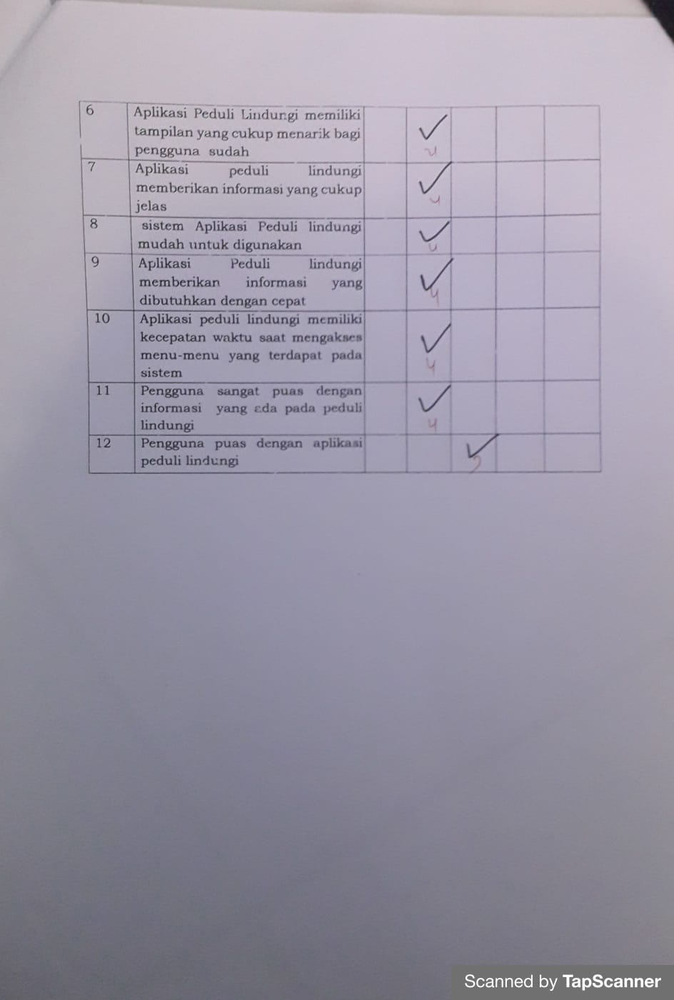 6 Aplikasi Peduli Lindungi memiliki
tampilan yang cukup menarik bagi
pengguna sudah
4
7 Aplikasi peduli lindungi
memberikan informasi yang cukup
jelas
4
8 sistem Aplikasi Peduli lindungi
mudah untuk digunakan
4
9 Aplikasi Peduli lindungi
memberikan informasi yang
dibutuhkan dengan cepat
4
10 Aplikasi peduli lindungi memiliki
kecepatan waktu saat mengakses
menu-menu yang terdapat pada
sistem
4
11 Pengguna sangat puas dengan
informasi yang ada pada peduli
lindungi
4
12 Pengguna puas dengan aplikasi
peduli lindungi
Scanned by TapScanner